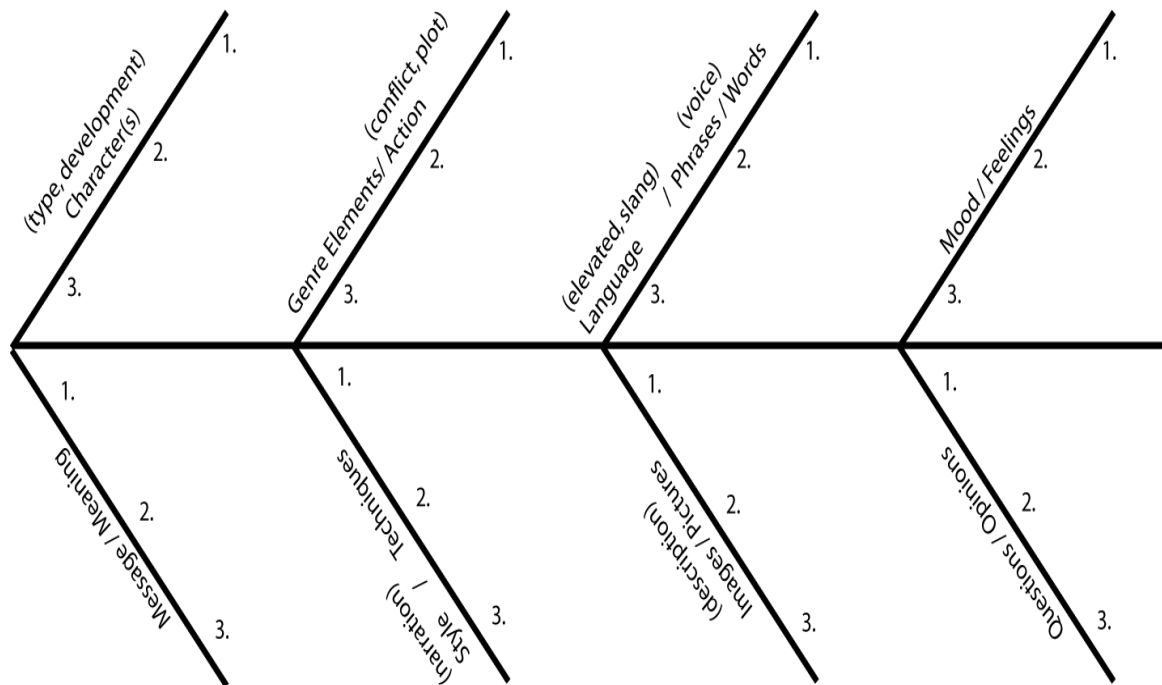 (type, development)
Character(s)
1.
2.
3.
(conflict, plot)
Genre Elements/ Action
1.
2.
3.
(elevated, slang) (voice)
Language / Phrases / Words
1.
2.
3.
Mood / Feelings
1.
2.
3.
Message / Meaning
1.
2.
3.
Style / Techniques
(narration)
1.
2.
3.
Images / Pictures
(description)
1.
2.
3.
Questions / Opinions
1.
2.
3.